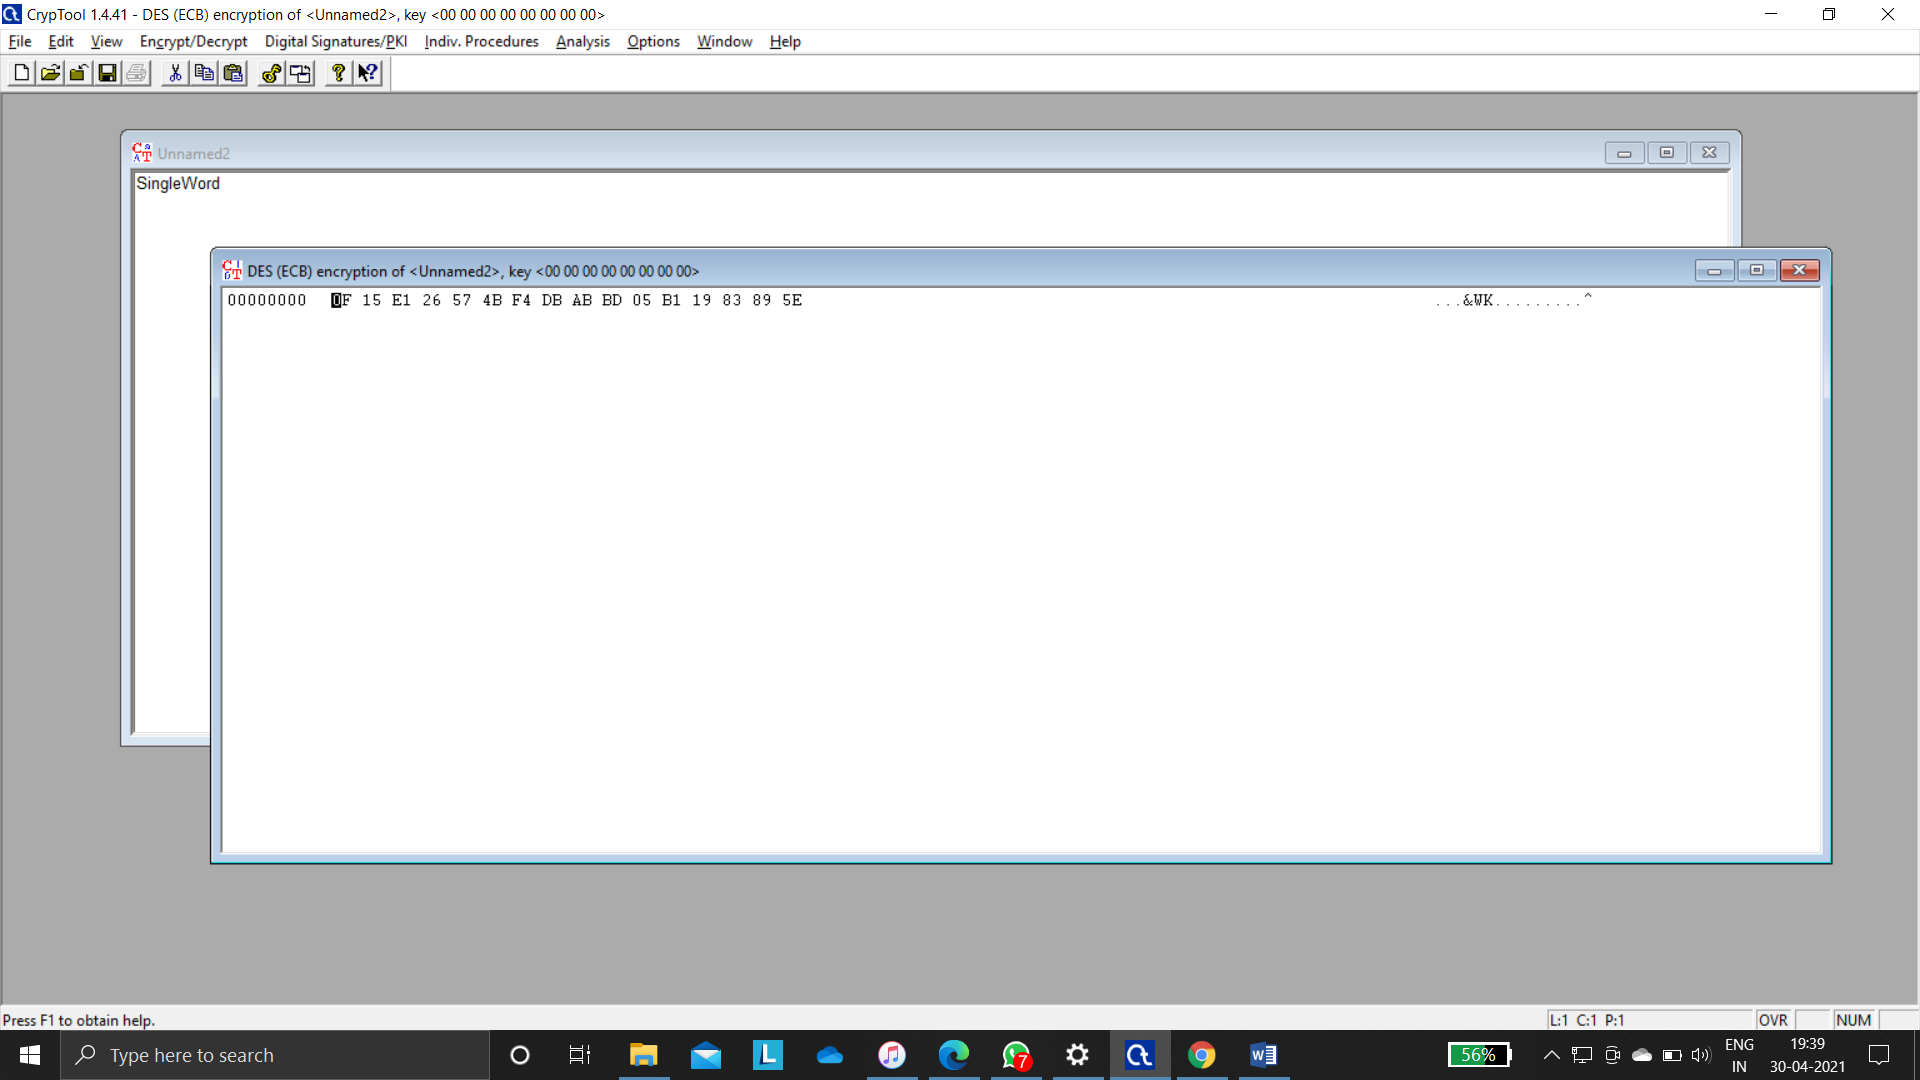 CrypTool 1.4.41 - DES (ECB) encryption of <Unnamed2>, key <00 00 00 00 00 00 00 00>
File Edit View Encrypt/Decrypt Digital Signatures/PKI Indiv. Procedures Analysis Options Window Help
Unnamed2
SingleWord
DES (ECB) encryption of <Unnamed2>, key <00 00 00 00 00 00 00 00>
00000000 0F 15 E1 26 57 4B F4 DB AB BD 05 B1 19 83 89 5E ...&WK.........^
Press F1 to obtain help.
L:1 C:1 P:1 OVR NUM
Type here to search
7
56%
ENG
IN
19:39
30-04-2021